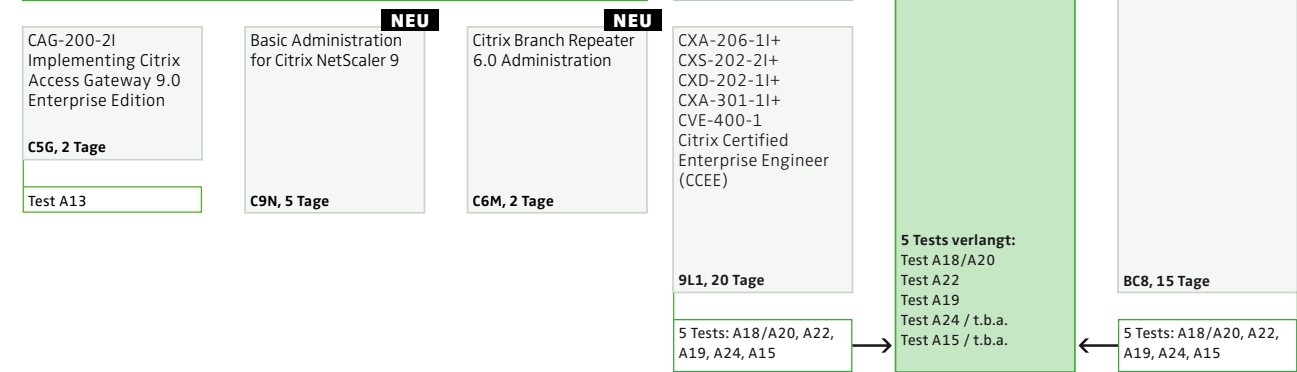 NEU
NEU
CAG-200-2I
Implementing Citrix
Access Gateway 9.0
Enterprise Edition
C5G, 2 Tage
Test A13
Basic Administration
for Citrix NetScaler 9
C9N, 5 Tage
Citrix Branch Repeater
6.0 Administration
C6M, 2 Tage
CXA-206-1I+
CXS-202-2I+
CXD-202-1I+
CXA-301-1I+
CVE-400-1
Citrix Certified
Enterprise Engineer
(CCEE)
9L1, 20 Tage
5 Tests: A18/A20, A22,
A19, A24, A15
5 Tests verlangt:
Test A18/A20
Test A22
Test A19
Test A24 / t.b.a.
Test A15 / t.b.a.
BC8, 15 Tage
5 Tests: A18/A20, A22,
A19, A24, A15